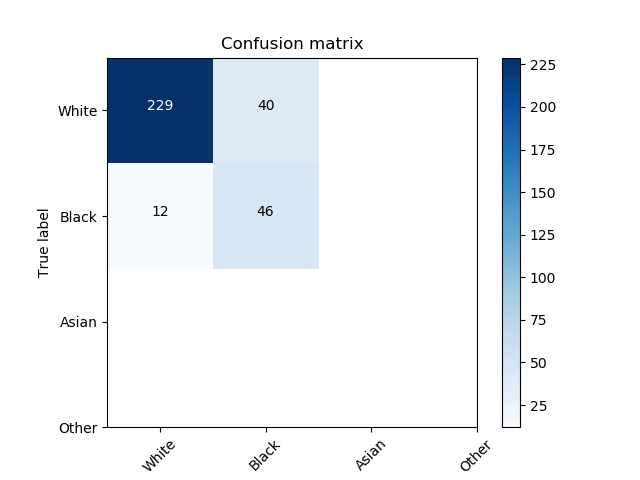 Confusion matrix
True label
White
229
40
Black
12
46
Asian
Other
White
Black
Asian
Other
225
200
175
150
125
100
75
50
25